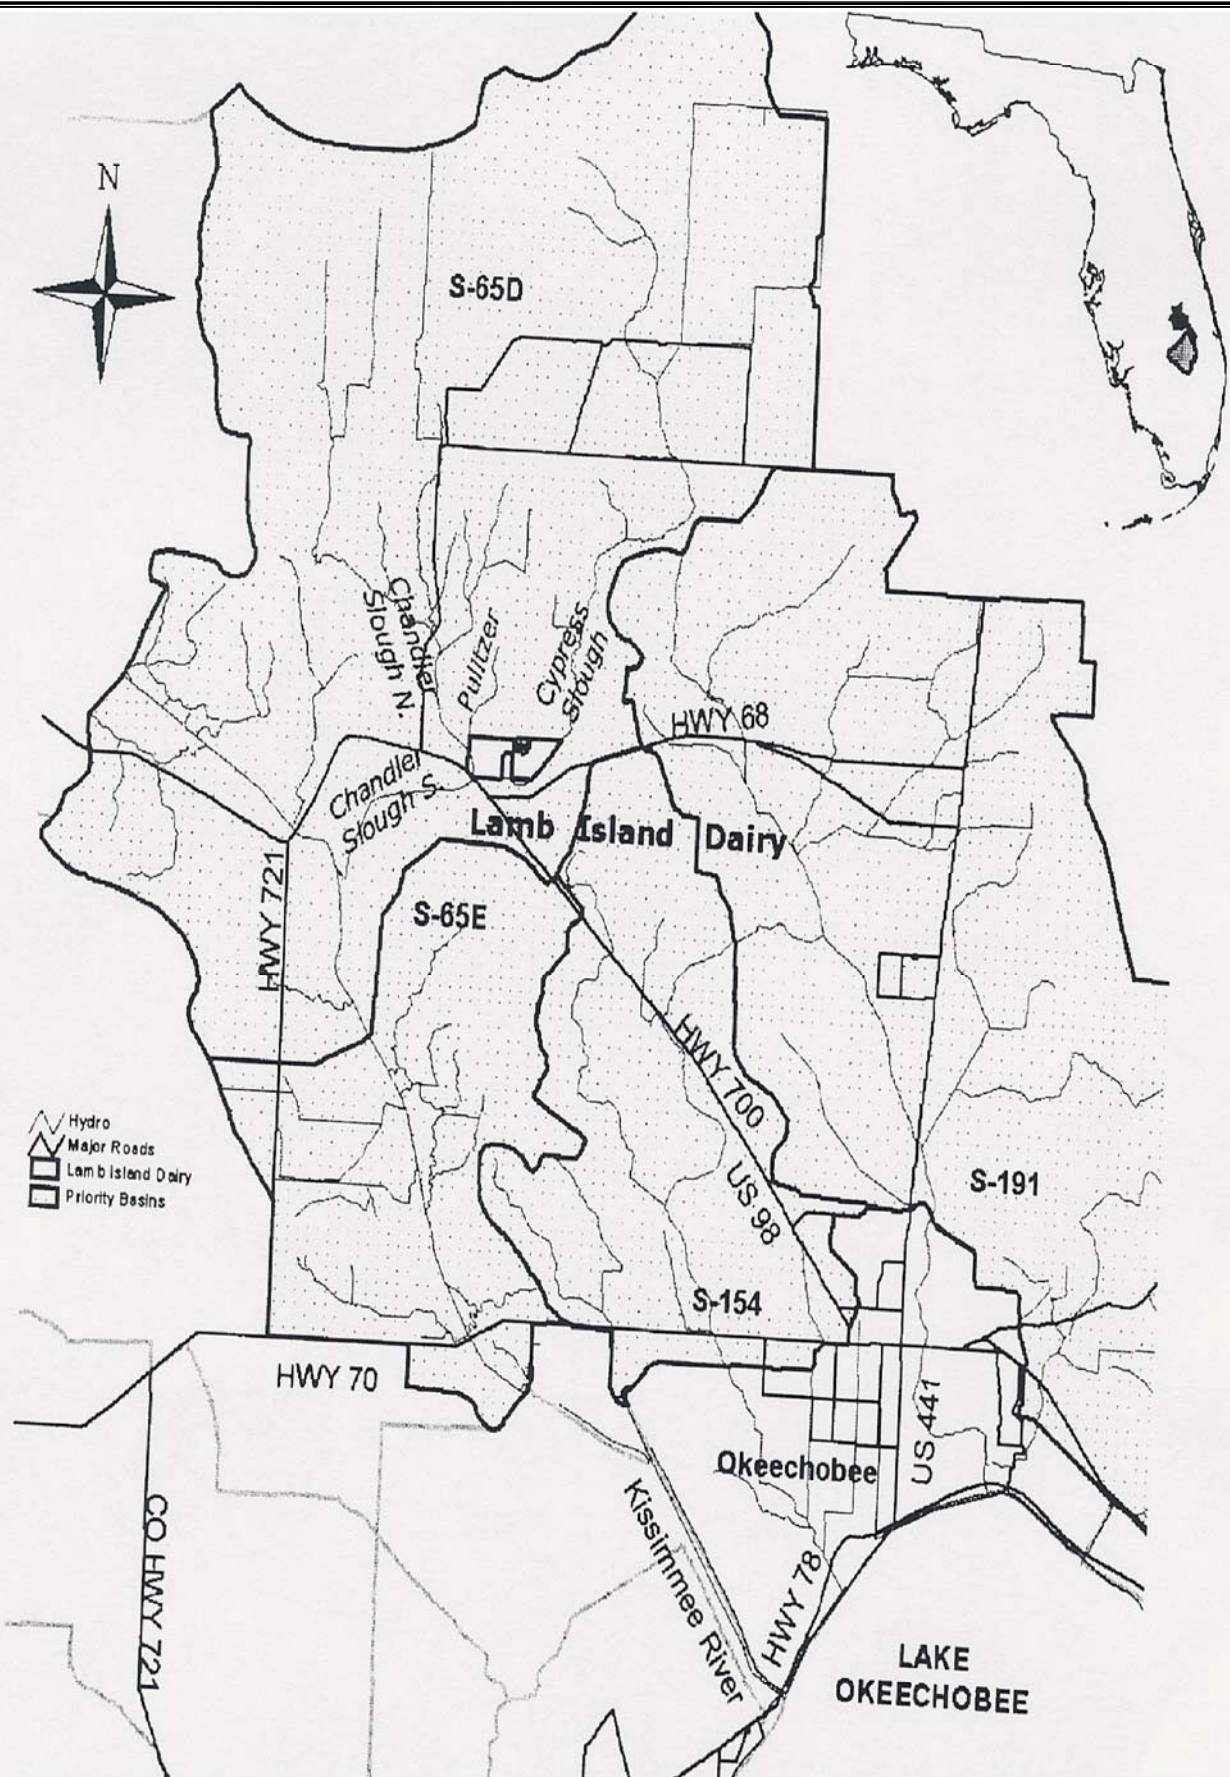 N
S-65D
Chandler
Slough N.
Pulitzer
Cypress
Slough
HWY 68
Chandler
Slough S.
Lamb Island Dairy
HWY 721
S-65E
HWY 700
Hydro
Major Roads
Lamb Island Dairy
Priority Basins
US 98
S-191
S-154
HWY 70
US 441
Okeechobee
CO HWY 721
Kissimmee River
HWY 78
LAKE
OKEECHOBEE